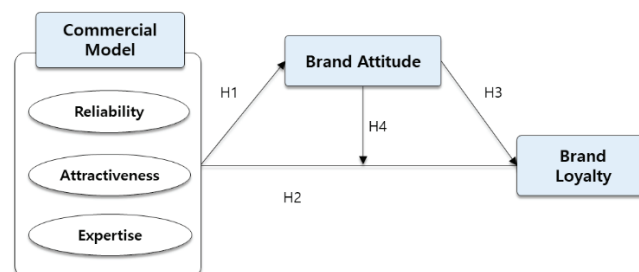 Commercial
Model
Brand Attitude
H1
H3
Reliability
H4
Brand
Loyalty
Attractiveness
H2
Expertise